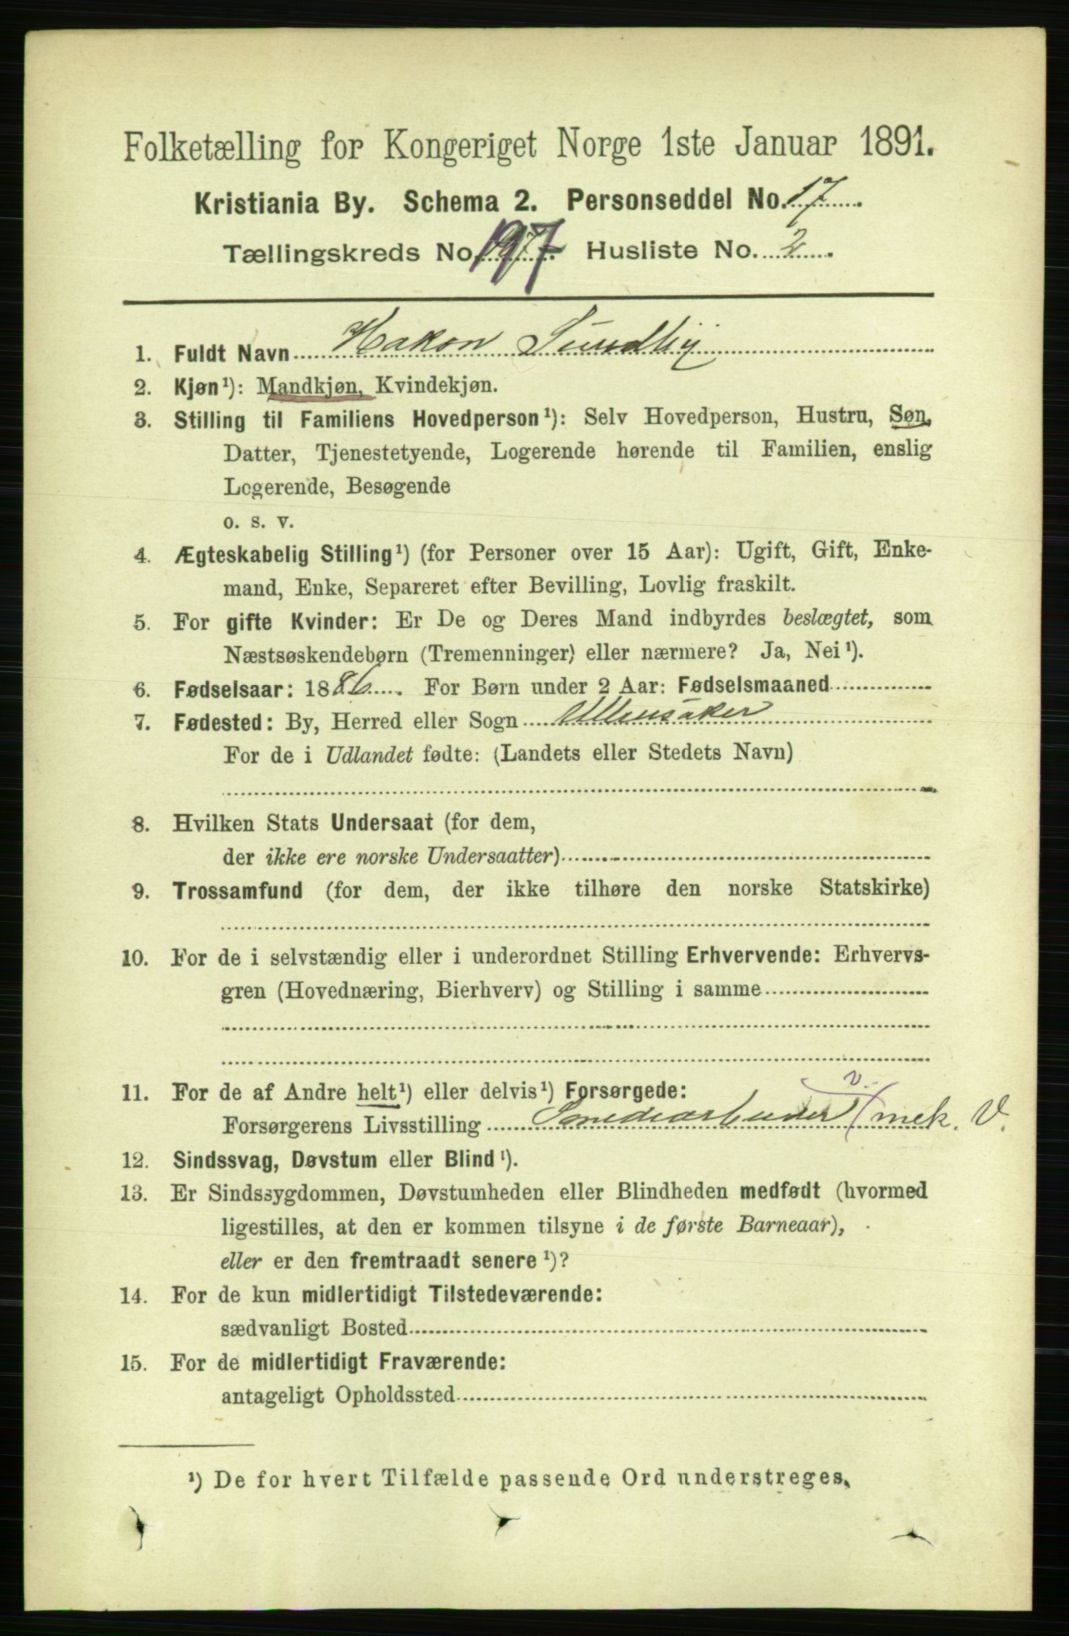 Folketælling for Kongeriget Norge 1ste Januar 1891.
Kristiania By. Schema 2. Personseddel No. 17
Tællingskreds No. 197 Husliste No. 2.
1. Fuldt Navn Hakon Sundby
2. Kjøn¹): Mandkjøn, Kvindekjøn.
3. Stilling til Familiens Hovedperson¹): Selv Hovedperson, Hustru, Søn,
Datter, Tjenestetyende, Logerende hørende til Familien, enslig
Logerende, Besøgende
o. s. v.
4. Ægteskabelig Stilling¹) (for Personer over 15 Aar): Ugift, Gift, Enke-
mand, Enke, Separeret efter Bevilling, Lovlig fraskilt.
5. For gifte Kvinder: Er De og Deres Mand indbyrdes beslægtet, som
Næstsøskendebørn (Tremenninger) eller nærmere? Ja, Nei¹).
6. Fødselsaar: 1886. For Børn under 2 Aar: Fødselsmaaned
7. Fødested: By, Herred eller Sogn Ullensaker
For de i Udlandet fødte: (Landets eller Stedets Navn)
8. Hvilken Stats Undersaat (for dem,
der ikke ere norske Undersaatter)
9. Trossamfund (for dem, der ikke tilhøre den norske Statskirke)
10. For de i selvstændig eller i underordnet Stilling Erhvervende: Erhvervs-
gren (Hovednæring, Bierhverv) og Stilling i samme
11. For de af Andre helt¹) eller delvis¹) Forsørgede:
v.
Forsørgerens Livsstilling Smediearbeider / mek. V.
12. Sindssvag, Døvstum eller Blind¹).
13. Er Sindssygdommen, Døvstumheden eller Blindheden medfødt (hvormed
ligestilles, at den er kommen tilsyne i de første Barneaar),
eller er den fremtraadt senere¹)?
14. For de kun midlertidigt Tilstedeværende:
sædvanligt Bosted
15. For de midlertidigt Fraværende:
antageligt Opholdssted
¹) De for hvert Tilfælde passende Ord understreges.